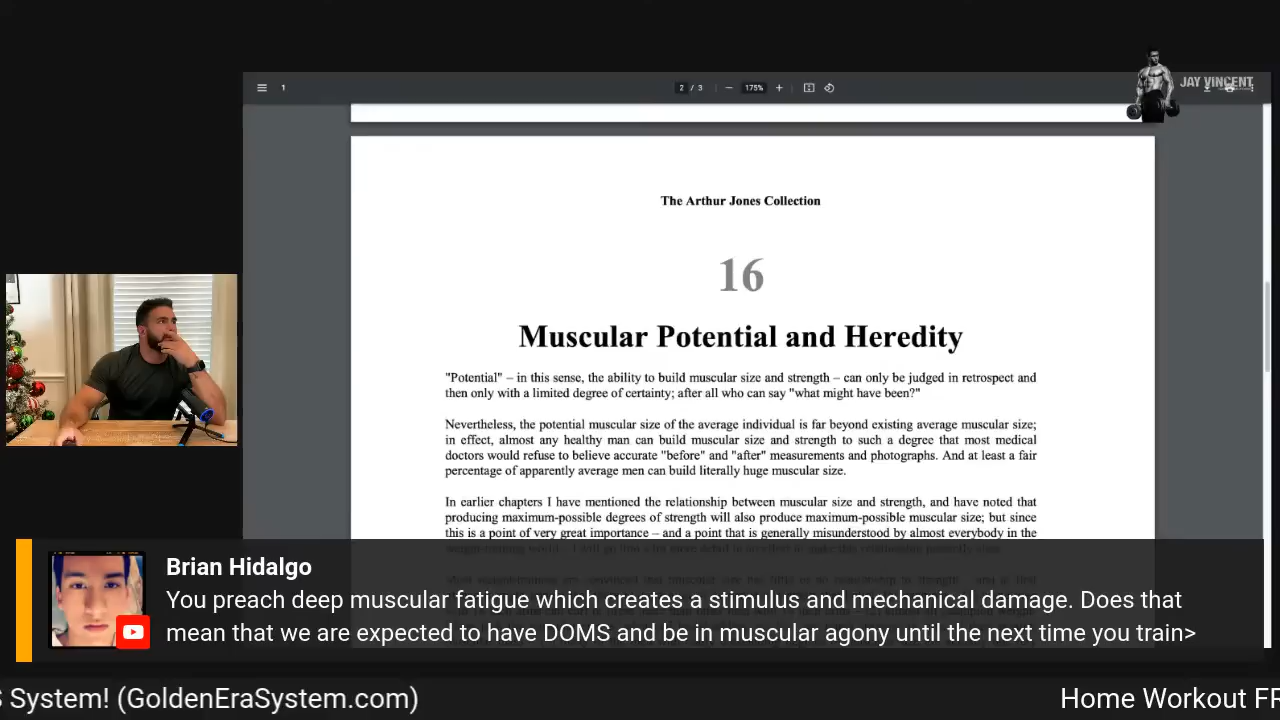 1
2 / 3
175%
JAY VINCENT
The Arthur Jones Collection
16
Muscular Potential and Heredity
"Potential" – in this sense, the ability to build muscular size and strength – can only be judged in retrospect and
then only with a limited degree of certainty; after all who can say "what might have been?"
Nevertheless, the potential muscular size of the average individual is far beyond existing average muscular size;
in effect, almost any healthy man can build muscular size and strength to such a degree that most medical
doctors would refuse to believe accurate "before" and "after" measurements and photographs. And at least a fair
percentage of apparently average men can build literally huge muscular size.
In earlier chapters I have mentioned the relationship between muscular size and strength, and have noted that
producing maximum-possible degrees of strength will also produce maximum-possible muscular size; but since
this is a point of very great importance – and a point that is generally misunderstood by almost everybody in the
Brian Hidalgo
You preach deep muscular fatigue which creates a stimulus and mechanical damage. Does that
mean that we are expected to have DOMS and be in muscular agony until the next time you train>
S System! (GoldenEraSystem.com)
Home Workout FR